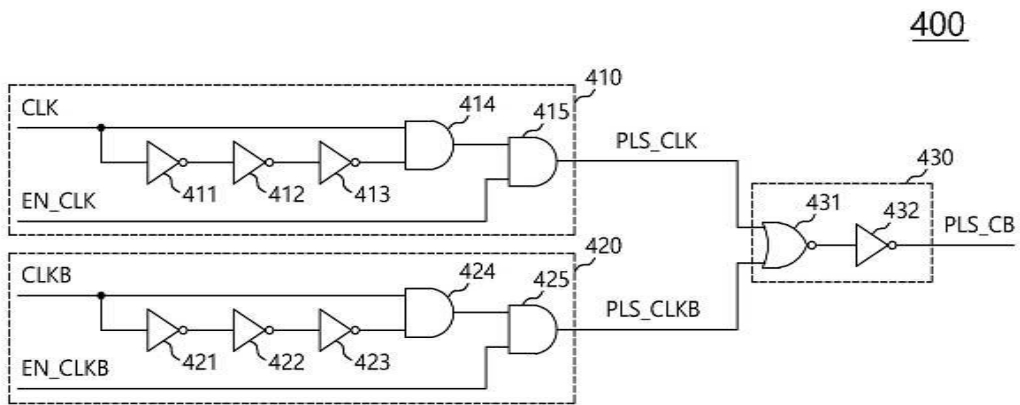 400
410
CLK
414
415
PLS_CLK
411
412
413
EN_CLK
430
431
432
PLS_CB
420
CLKB
424
425
PLS_CLKB
421
422
423
EN_CLKB